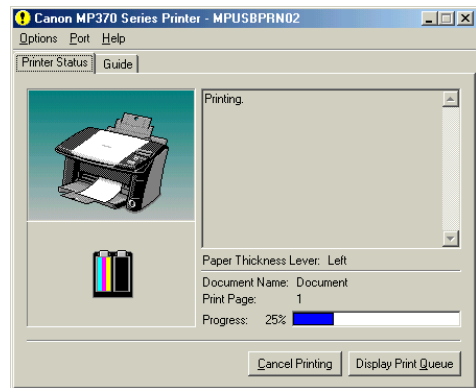 Canon MP370 Series Printer - MPUSBPRN02
Options Port Help
Printer Status Guide
Printing.
Paper Thickness Lever: Left
Document Name: Document
Print Page: 1
Progress: 25%
Cancel Printing Display Print Queue